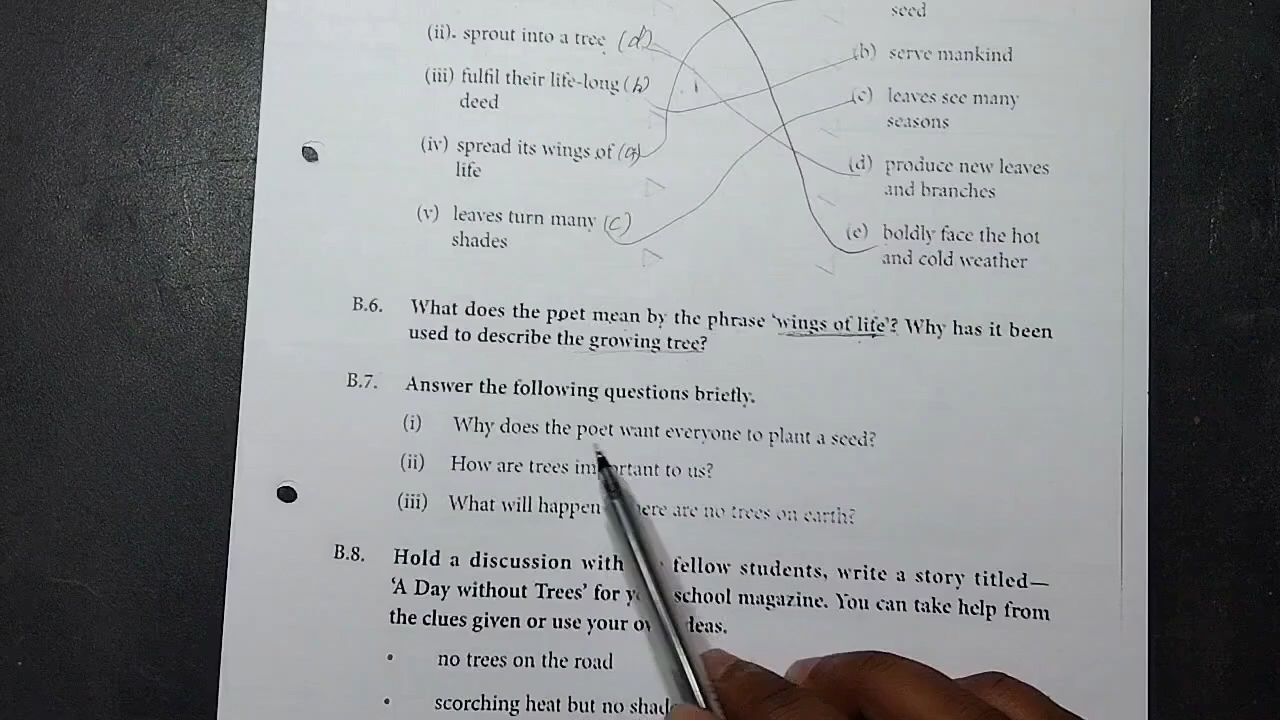 seed
(ii). sprout into a tree (d)
(b) serve mankind
(iii) fulfil their life-long (b)
deed
(c) leaves see many
seasons
(iv) spread its wings of (a)
life
(d) produce new leaves
and branches
(v) leaves turn many (c)
shades
(e) boldly face the hot
and cold weather
B.6. What does the poet mean by the phrase 'wings of life'? Why has it been
used to describe the growing tree?
B.7. Answer the following questions briefly.
(i) Why does the poet want everyone to plant a seed?
(ii) How are trees important to us?
(iii) What will happen there are no trees on earth?
B.8. Hold a discussion with fellow students, write a story titled—
'A Day without Trees' for school magazine. You can take help from
the clues given or use your own ideas.
• no trees on the road
• scorching heat but no shade